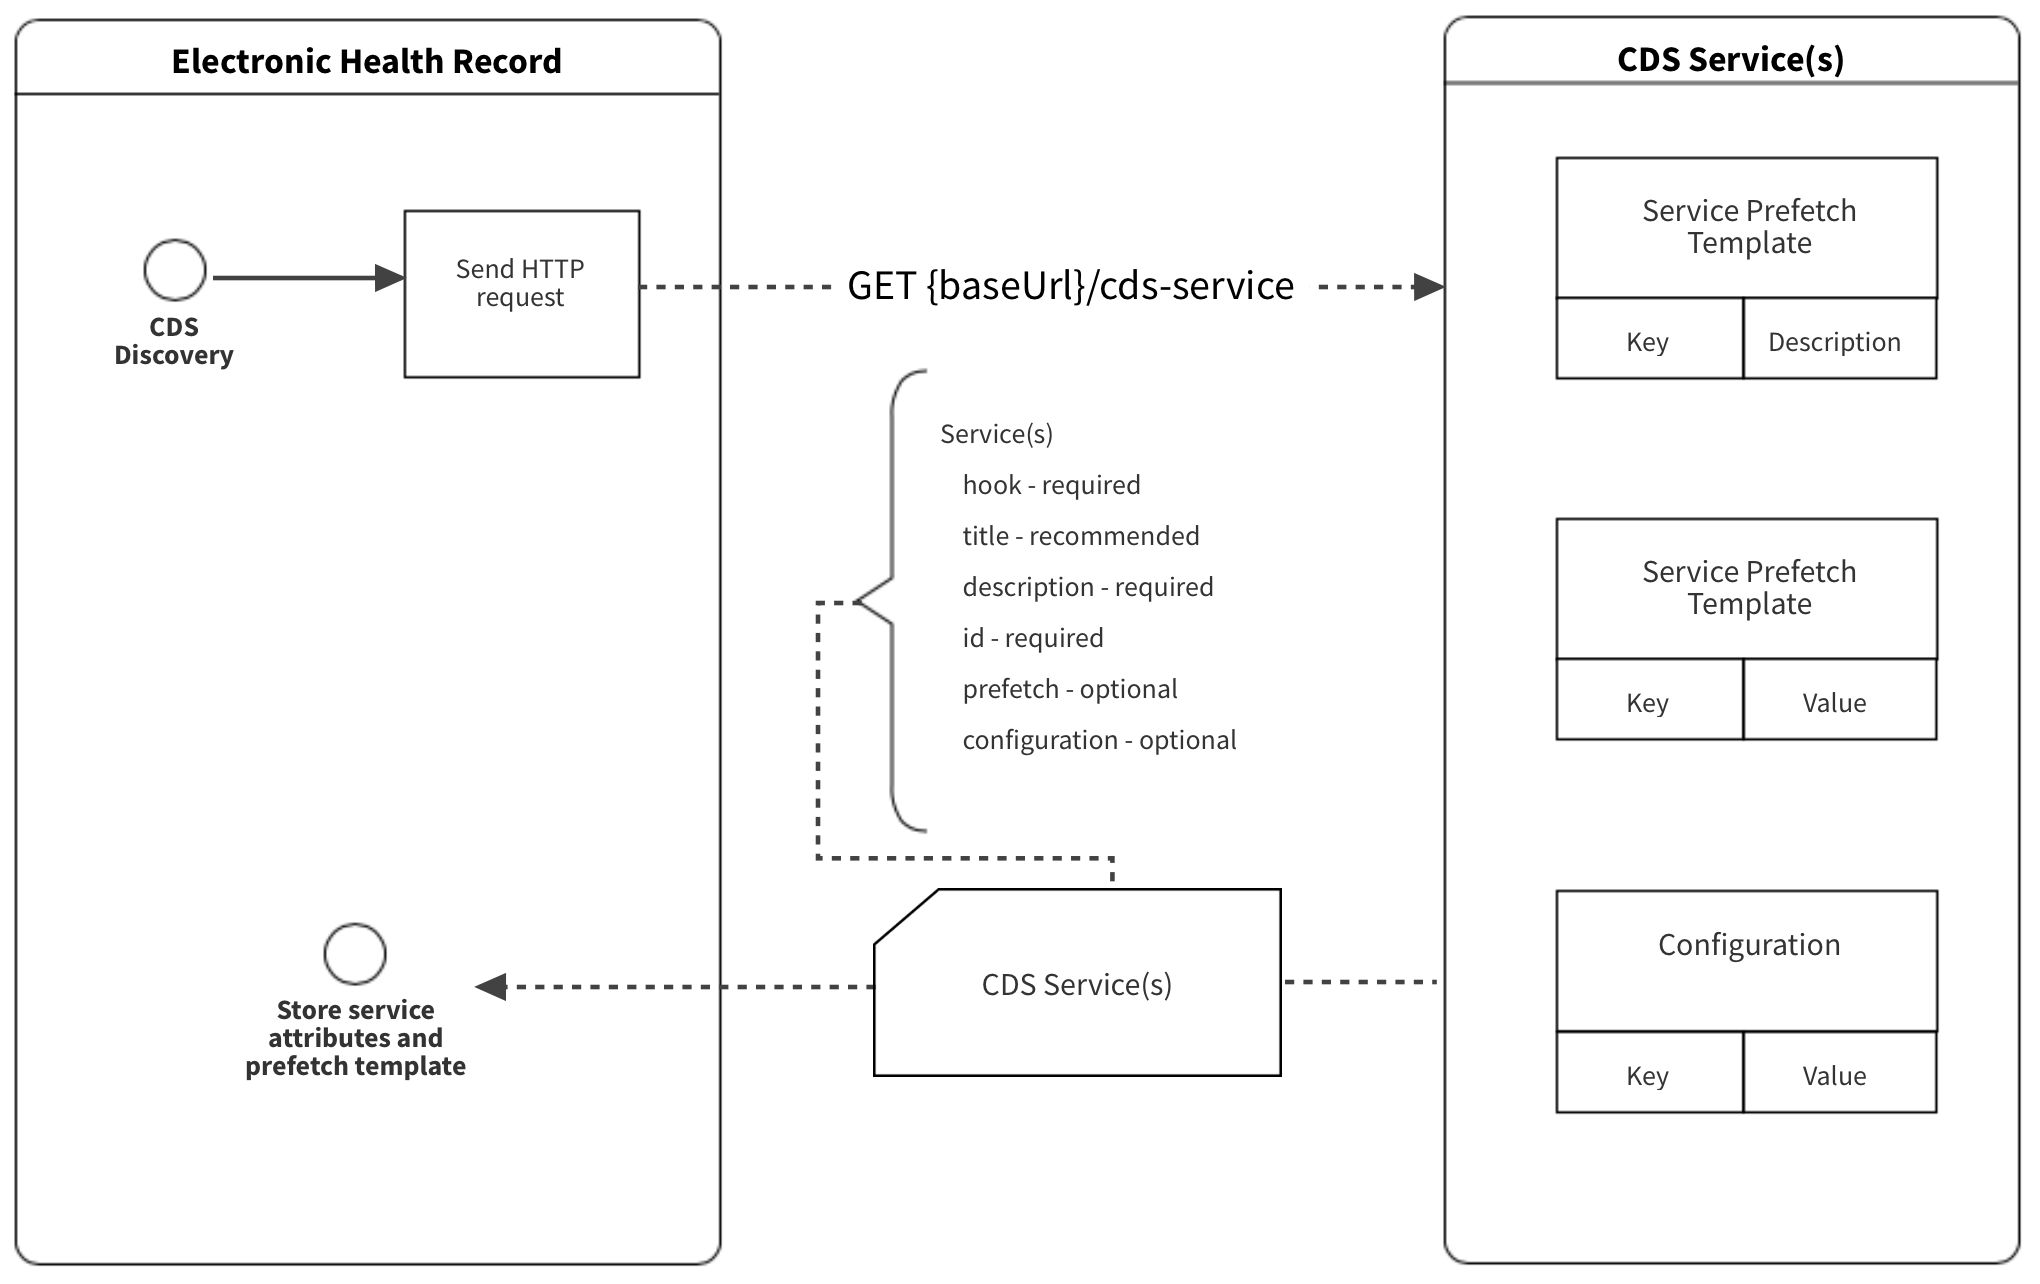 Electronic Health Record
CDS
Discovery
Send HTTP
request
GET {baseUrl}/cds-service
Service(s)
hook - required
title - recommended
description - required
id - required
prefetch - optional
configuration - optional
Store service
attributes and
prefetch template
CDS Service(s)
CDS Service(s)
Service Prefetch
Template
Key
Description
Service Prefetch
Template
Key
Value
Configuration
Key
Value